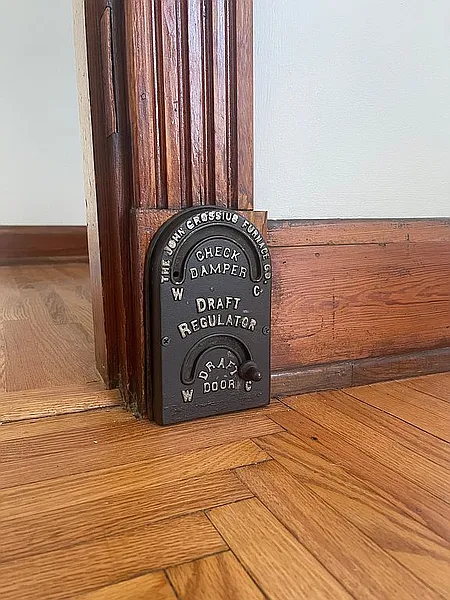 THE JOHN GROSSIUS FURNACE CO.
CHECK
DAMPER
W C
DRAFT
REGULATOR
DRAFT
DOOR
W C